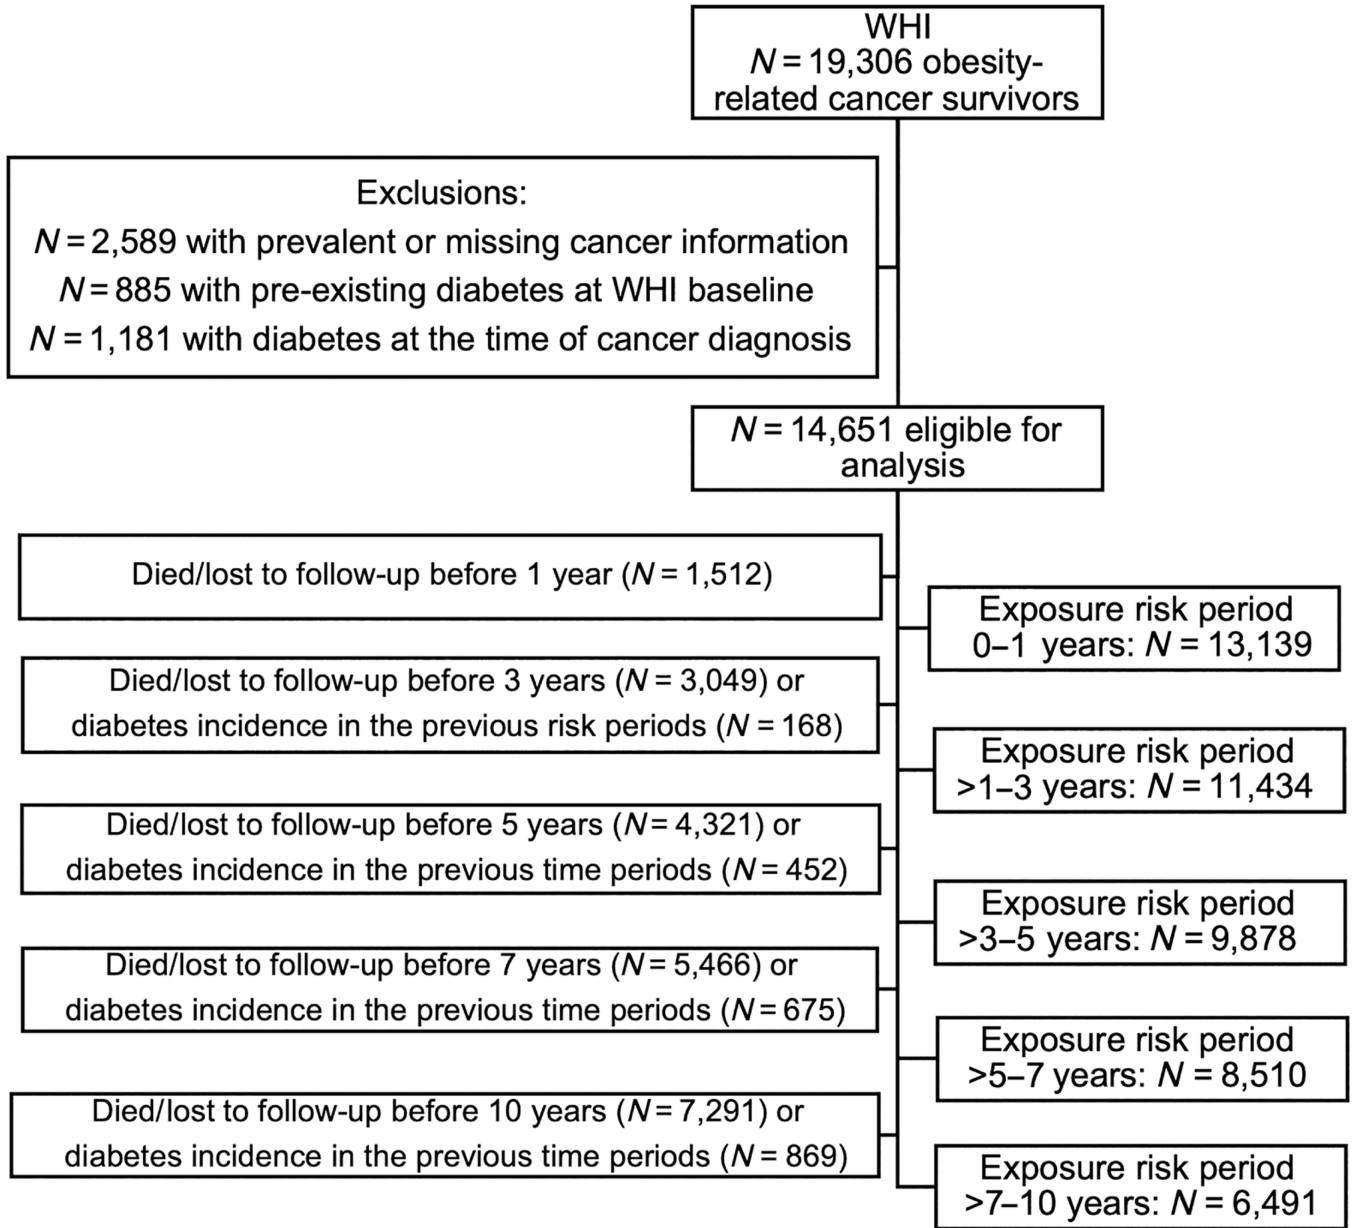 WHI
N = 19,306 obesity-
related cancer survivors
Exclusions:
N = 2,589 with prevalent or missing cancer information
N = 885 with pre-existing diabetes at WHI baseline
N = 1,181 with diabetes at the time of cancer diagnosis
N = 14,651 eligible for
analysis
Died/lost to follow-up before 1 year (N = 1,512)
Exposure risk period
0–1 years: N = 13,139
Died/lost to follow-up before 3 years (N = 3,049) or
diabetes incidence in the previous risk periods (N = 168)
Exposure risk period
>1–3 years: N = 11,434
Died/lost to follow-up before 5 years (N = 4,321) or
diabetes incidence in the previous time periods (N = 452)
Exposure risk period
>3–5 years: N = 9,878
Died/lost to follow-up before 7 years (N = 5,466) or
diabetes incidence in the previous time periods (N = 675)
Exposure risk period
>5–7 years: N = 8,510
Died/lost to follow-up before 10 years (N = 7,291) or
diabetes incidence in the previous time periods (N = 869)
Exposure risk period
>7–10 years: N = 6,491